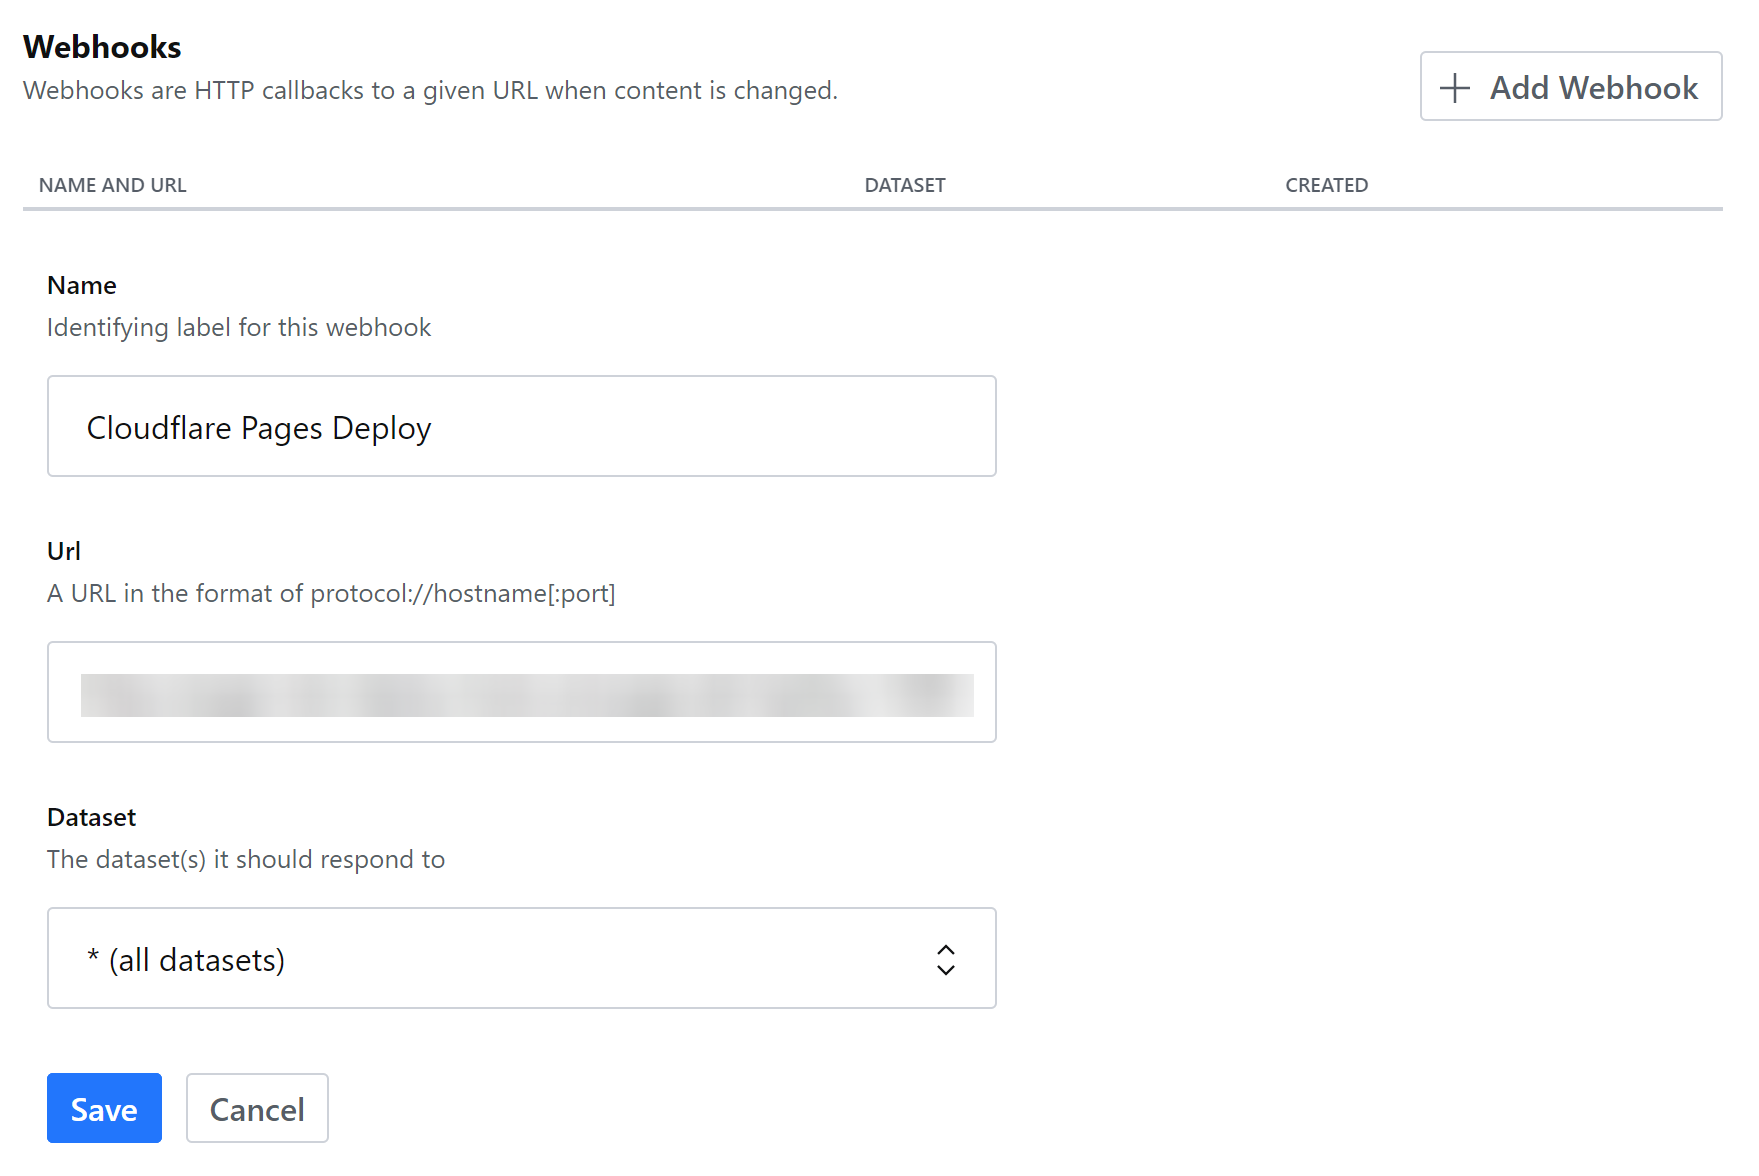 Webhooks
Webhooks are HTTP callbacks to a given URL when content is changed.
Add Webhook
NAME AND URL DATASET CREATED
Name
Identifying label for this webhook
Cloudflare Pages Deploy
Url
A URL in the format of protocol://hostname[:port]
Dataset
The dataset(s) it should respond to
* (all datasets)
Save Cancel